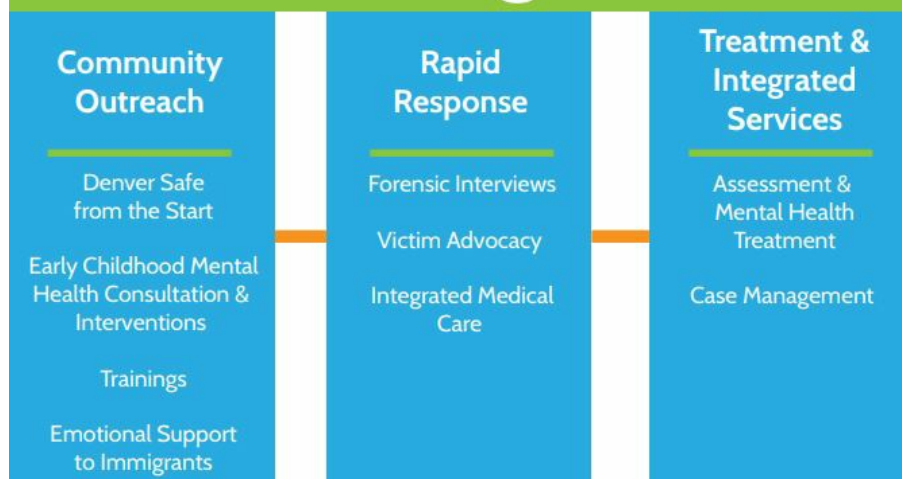 Community
Outreach
Denver Safe
from the Start
Early Childhood Mental
Health Consultation &
Interventions
Trainings
Emotional Support
to Immigrants
Rapid
Response
Forensic Interviews
Victim Advocacy
Integrated Medical
Care
Treatment &
Integrated
Services
Assessment &
Mental Health
Treatment
Case Management